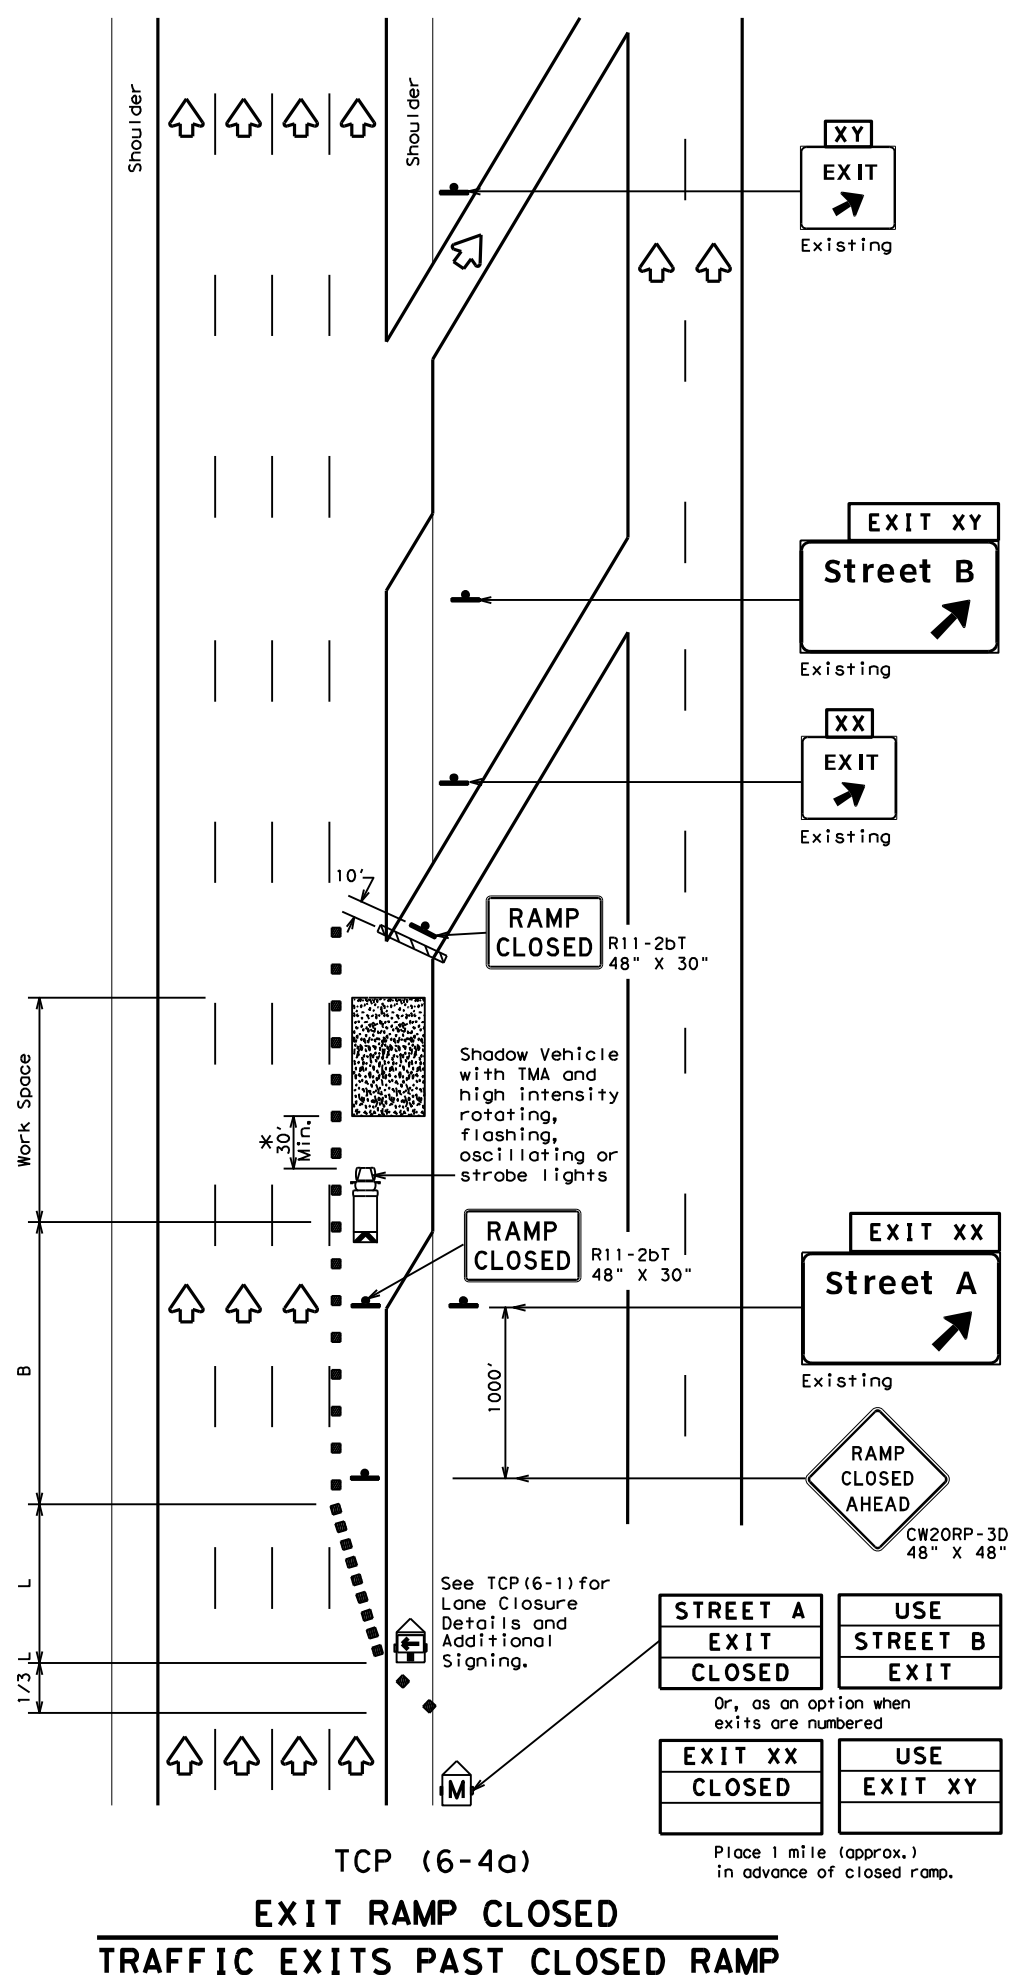 Shoulder
Shoulder
XY
EXIT
Existing
EXIT XY
Street B
Existing
XX
EXIT
Existing
10'
RAMP
CLOSED
R11-2bT
48" X 30"
Work Space
Shadow Vehicle
with TMA and
high intensity
rotating,
flashing,
oscillating or
strobe lights
*
30'
Min.
RAMP
CLOSED
R11-2bT
48" X 30"
EXIT XX
Street A
Existing
B
1000'
RAMP
CLOSED
AHEAD
CW20RP-3D
48" X 48"
L
See TCP(6-1)for
Lane Closure
Details and
Additional
Signing.
1/3 L
STREET A
EXIT
CLOSED
USE
STREET B
EXIT
Or, as an option when
exits are numbered
EXIT XX
CLOSED
USE
EXIT XY
M
Place 1 mile (approx.)
in advance of closed ramp.
TCP (6-4a)
EXIT RAMP CLOSED
TRAFFIC EXITS PAST CLOSED RAMP